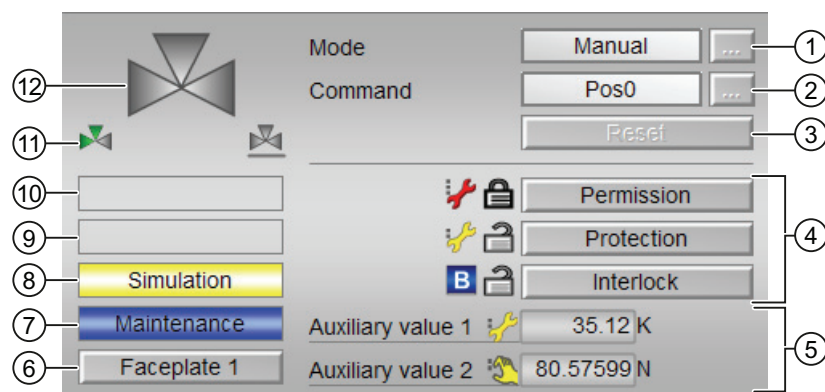 Mode Manual ... 1
Command Pos0 ... 2
Reset 3
12
11
10
9
8 Simulation
7 Maintenance
6 Faceplate 1
Permission
Protection
B Interlock
4
Auxiliary value 1 35.12 K
Auxiliary value 2 80.57599 N
5